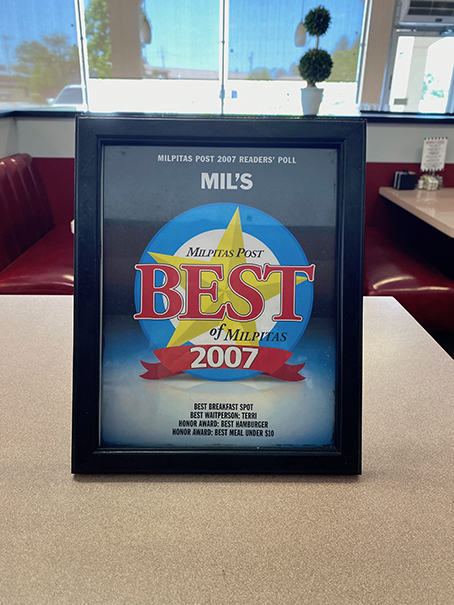 MILPITAS POST 2007 READERS' POLL
MIL'S
MILPITAS POST
BEST
of MILPITAS
2007
BEST BREAKFAST SPOT
BEST WAITPERSON: TERRI
HONOR AWARD: BEST HAMBURGER
HONOR AWARD: BEST MEAL UNDER $10